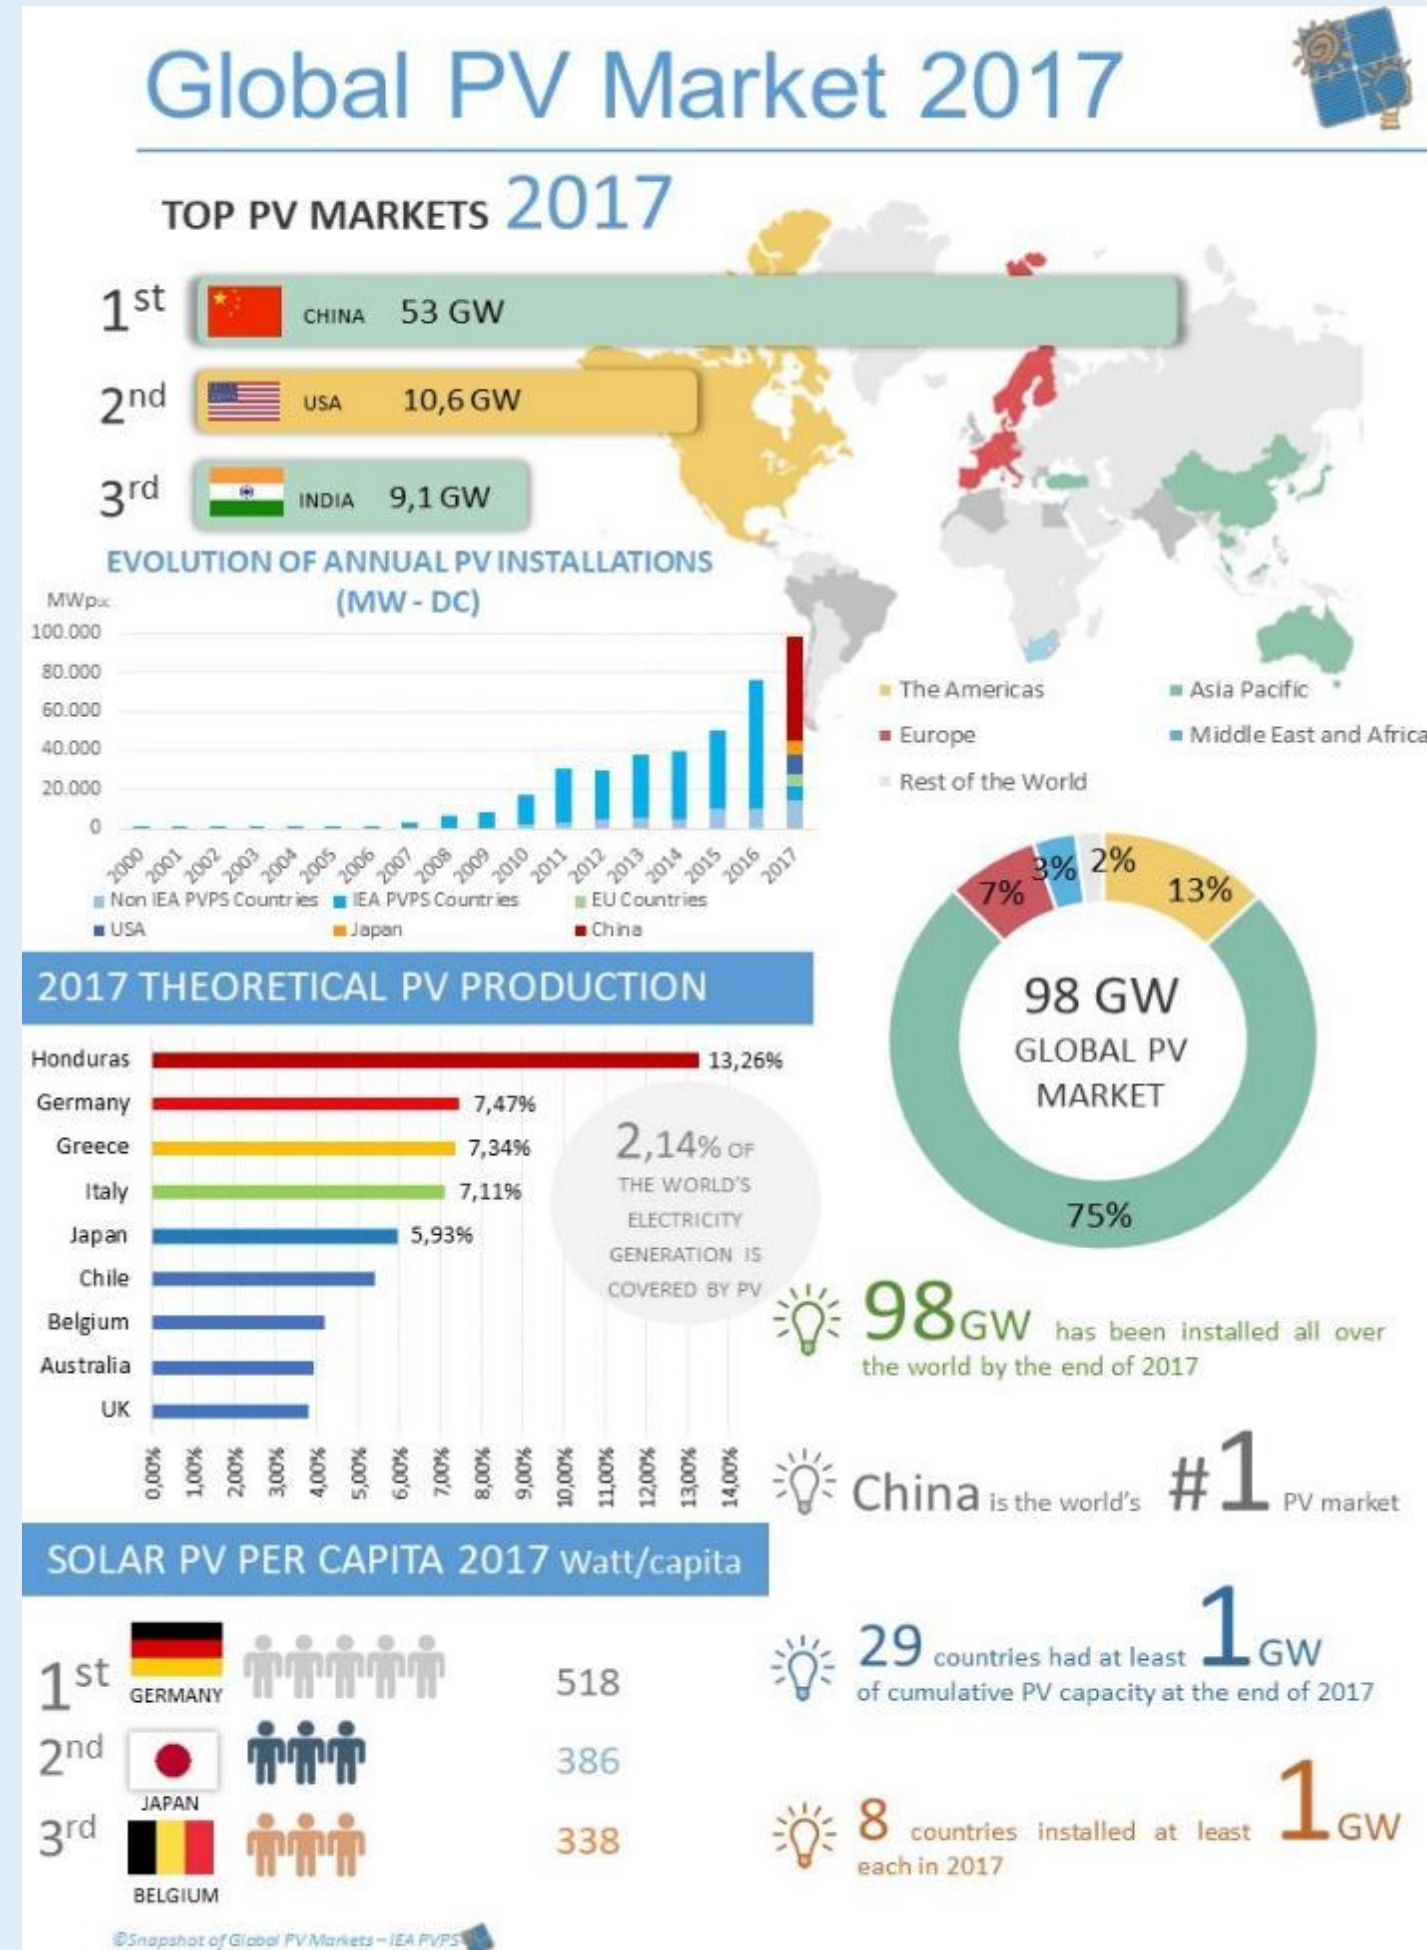 Global PV Market 2017
TOP PV MARKETS 2017
1st CHINA 53 GW
2nd USA 10,6 GW
3rd INDIA 9,1 GW
EVOLUTION OF ANNUAL PV INSTALLATIONS
(MW - DC)
100.000
80.000
60.000
40.000
20.000
0
2000 2001 2002 2003 2004 2005 2006 2007 2008 2009 2010 2011 2012 2013 2014 2015 2016 2017
Non IEA PVPS Countries IEA PVPS Countries EU Countries
USA Japan China
The Americas Asia Pacific
Europe Middle East and Africa
Rest of the World
2% 13% 75% 7% 3%
98 GW
GLOBAL PV
MARKET
2017 THEORETICAL PV PRODUCTION
Honduras 13,26%
Germany 7,47%
Greece 7,34%
Italy 7,11%
Japan 5,93%
Chile
Belgium
Australia
UK
0,00% 1,00% 2,00% 3,00% 4,00% 5,00% 6,00% 7,00% 8,00% 9,00% 10,00% 11,00% 12,00% 13,00% 14,00%
2,14% OF
THE WORLD'S
ELECTRICITY
GENERATION IS
COVERED BY PV
98GW has been installed all over
the world by the end of 2017
China is the world's #1 PV market
29 countries had at least 1GW
of cumulative PV capacity at the end of 2017
8 countries installed at least 1GW
each in 2017
SOLAR PV PER CAPITA 2017 Watt/capita
1st GERMANY 518
2nd JAPAN 386
3rd BELGIUM 338
©Snapshot of Global PV Markets – IEA PVPS